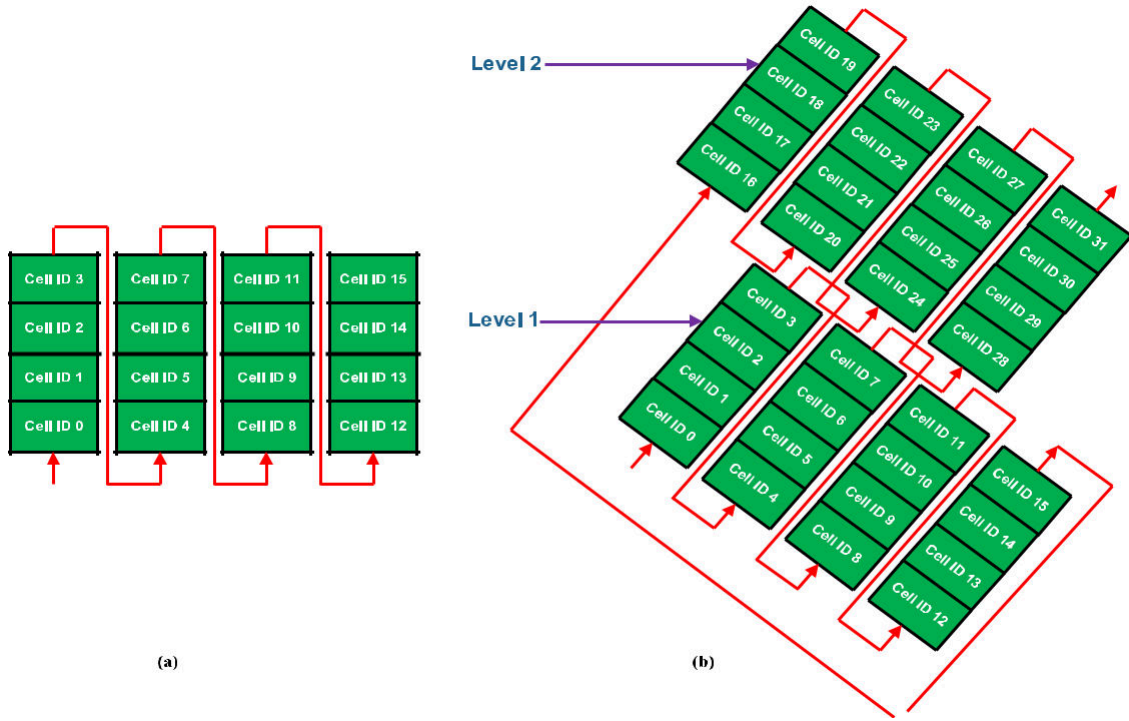 Cell ID 3
Cell ID 2
Cell ID 1
Cell ID 0
Cell ID 7
Cell ID 6
Cell ID 5
Cell ID 4
Cell ID 11
Cell ID 10
Cell ID 9
Cell ID 8
Cell ID 15
Cell ID 14
Cell ID 13
Cell ID 12
(a)
Level 2
Cell ID 19
Cell ID 18
Cell ID 17
Cell ID 16
Cell ID 23
Cell ID 22
Cell ID 21
Cell ID 20
Cell ID 27
Cell ID 26
Cell ID 25
Cell ID 24
Cell ID 31
Cell ID 30
Cell ID 29
Cell ID 28
Level 1
Cell ID 3
Cell ID 2
Cell ID 1
Cell ID 0
Cell ID 7
Cell ID 6
Cell ID 5
Cell ID 4
Cell ID 11
Cell ID 10
Cell ID 9
Cell ID 8
Cell ID 15
Cell ID 14
Cell ID 13
Cell ID 12
(b)